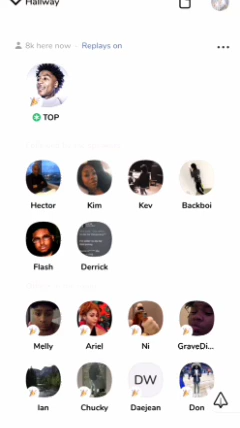 Hallway
8k here now · Replays on
TOP
Hector Kim Kev Backboi
Flash Derrick
Melly Ariel Ni GraveDi...
DW
Ian Chucky Daejean Don